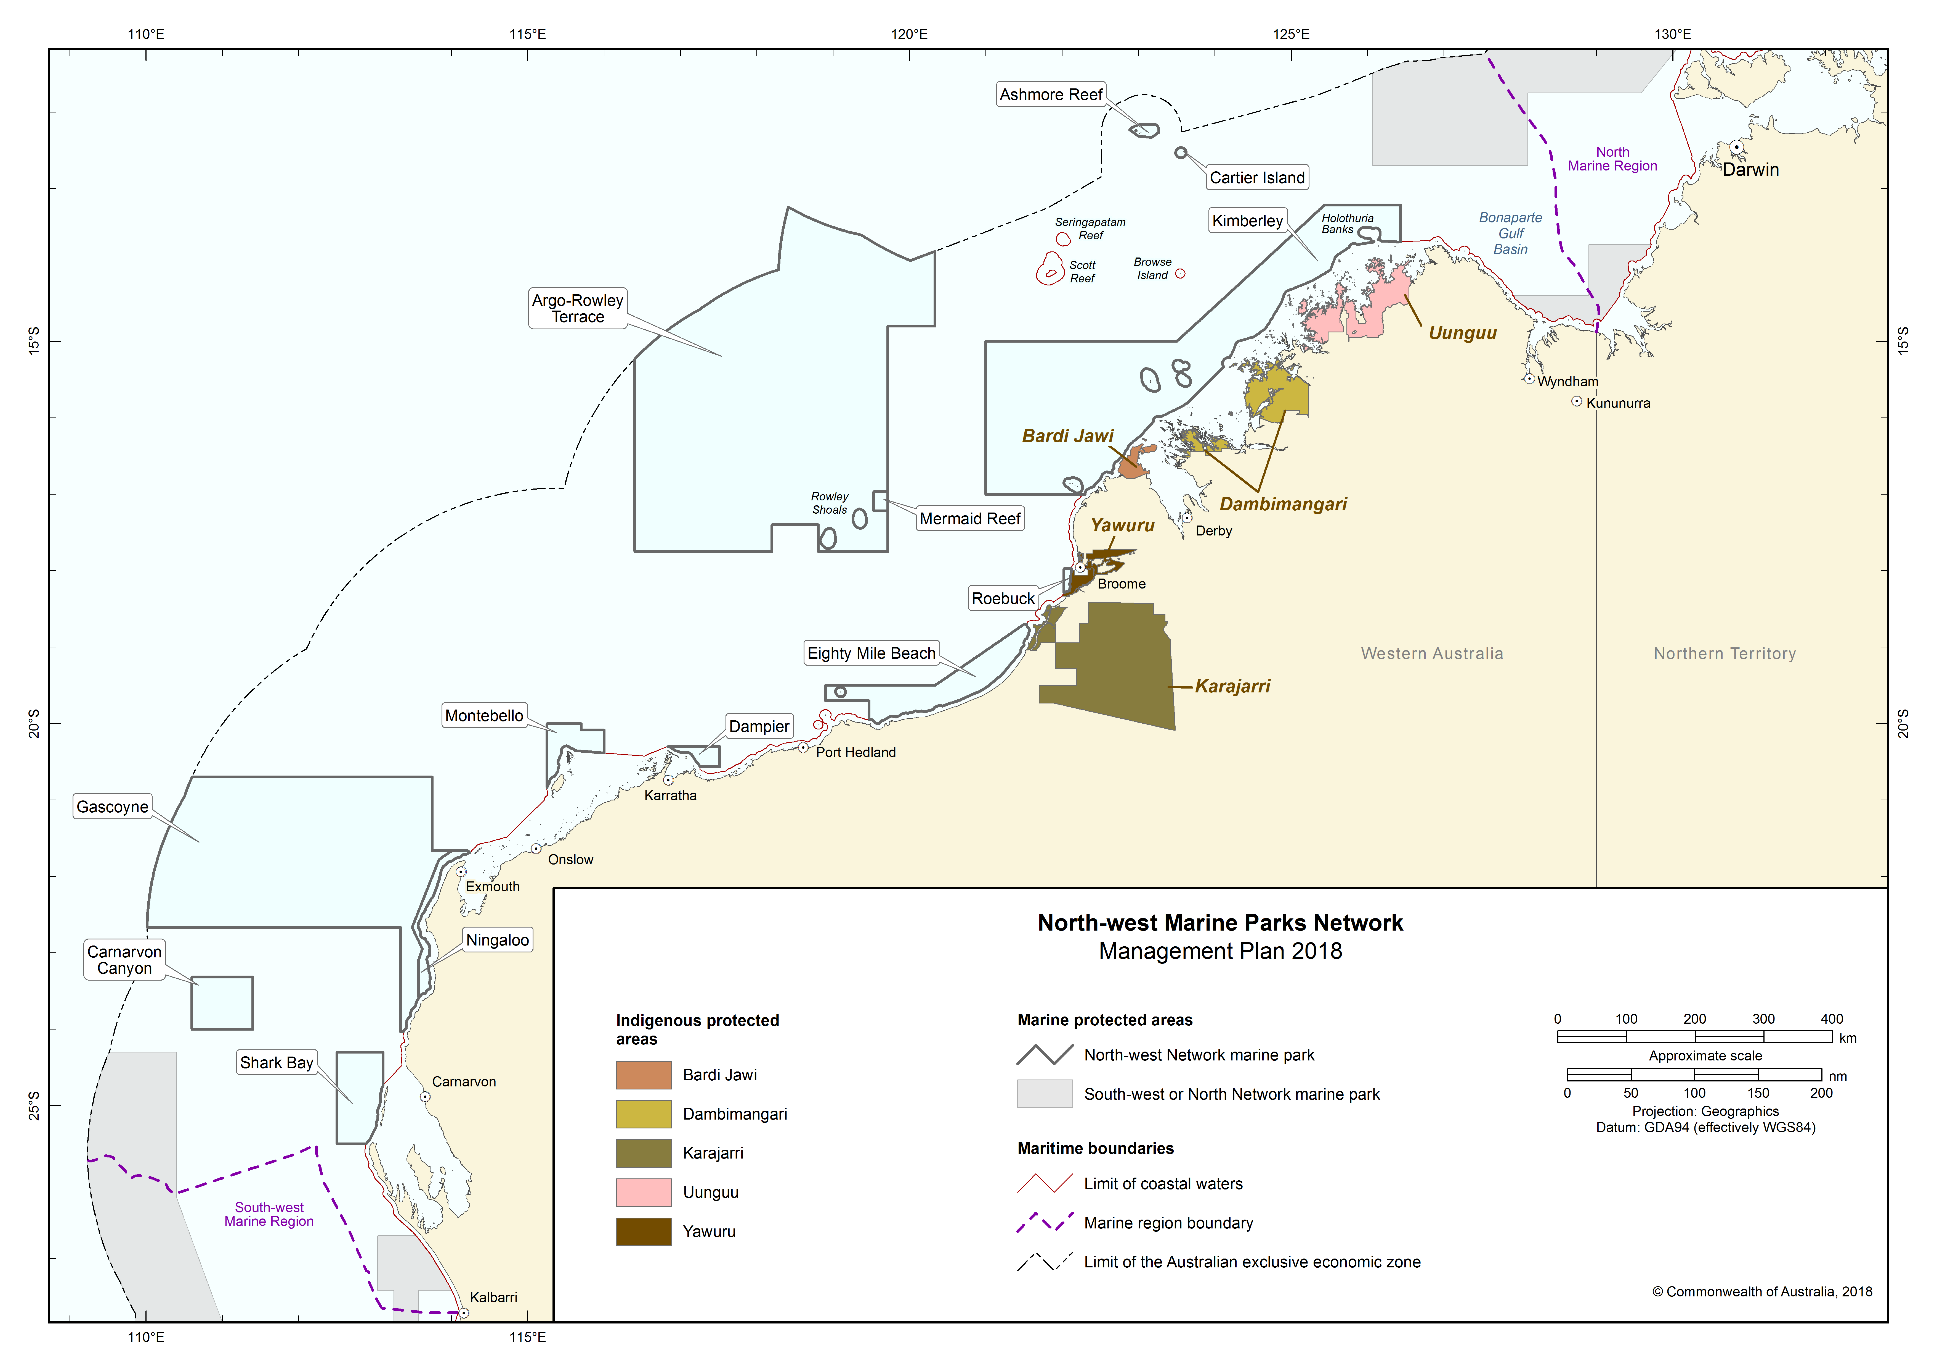 110°E
115°E
120°E
125°E
130°E
Ashmore Reef
Cartier Island
North
Marine Region
Darwin
Kimberley
Holothuria
Banks
Seringapatam
Reef
Scott
Reef
Browse
Island
Bonaparte
Gulf
Basin
Argo-Rowley
Terrace
15°S
15°S
Uunguu
Wyndham
Kununurra
Bardi Jawi
Dambimangari
Rowley
Shoals
Mermaid Reef
Derby
Yawuru
Broome
Roebuck
Eighty Mile Beach
Western Australia
Northern Territory
Karajarri
Montebello
Dampier
20°S
20°S
Port Hedland
Karratha
Gascoyne
Onslow
Exmouth
Ningaloo
Carnarvon
Canyon
Shark Bay
Carnarvon
25°S
South-west
Marine Region
Kalbarri
110°E
115°E
North-west Marine Parks Network
Management Plan 2018
Indigenous protected
areas
Bardi Jawi
Dambimangari
Karajarri
Uunguu
Yawuru
Marine protected areas
North-west Network marine park
South-west or North Network marine park
Maritime boundaries
Limit of coastal waters
Marine region boundary
Limit of the Australian exclusive economic zone
0 100 200 300 400
km
Approximate scale
nm
0 50 100 150 200
Projection: Geographics
Datum: GDA94 (effectively WGS84)
© Commonwealth of Australia, 2018